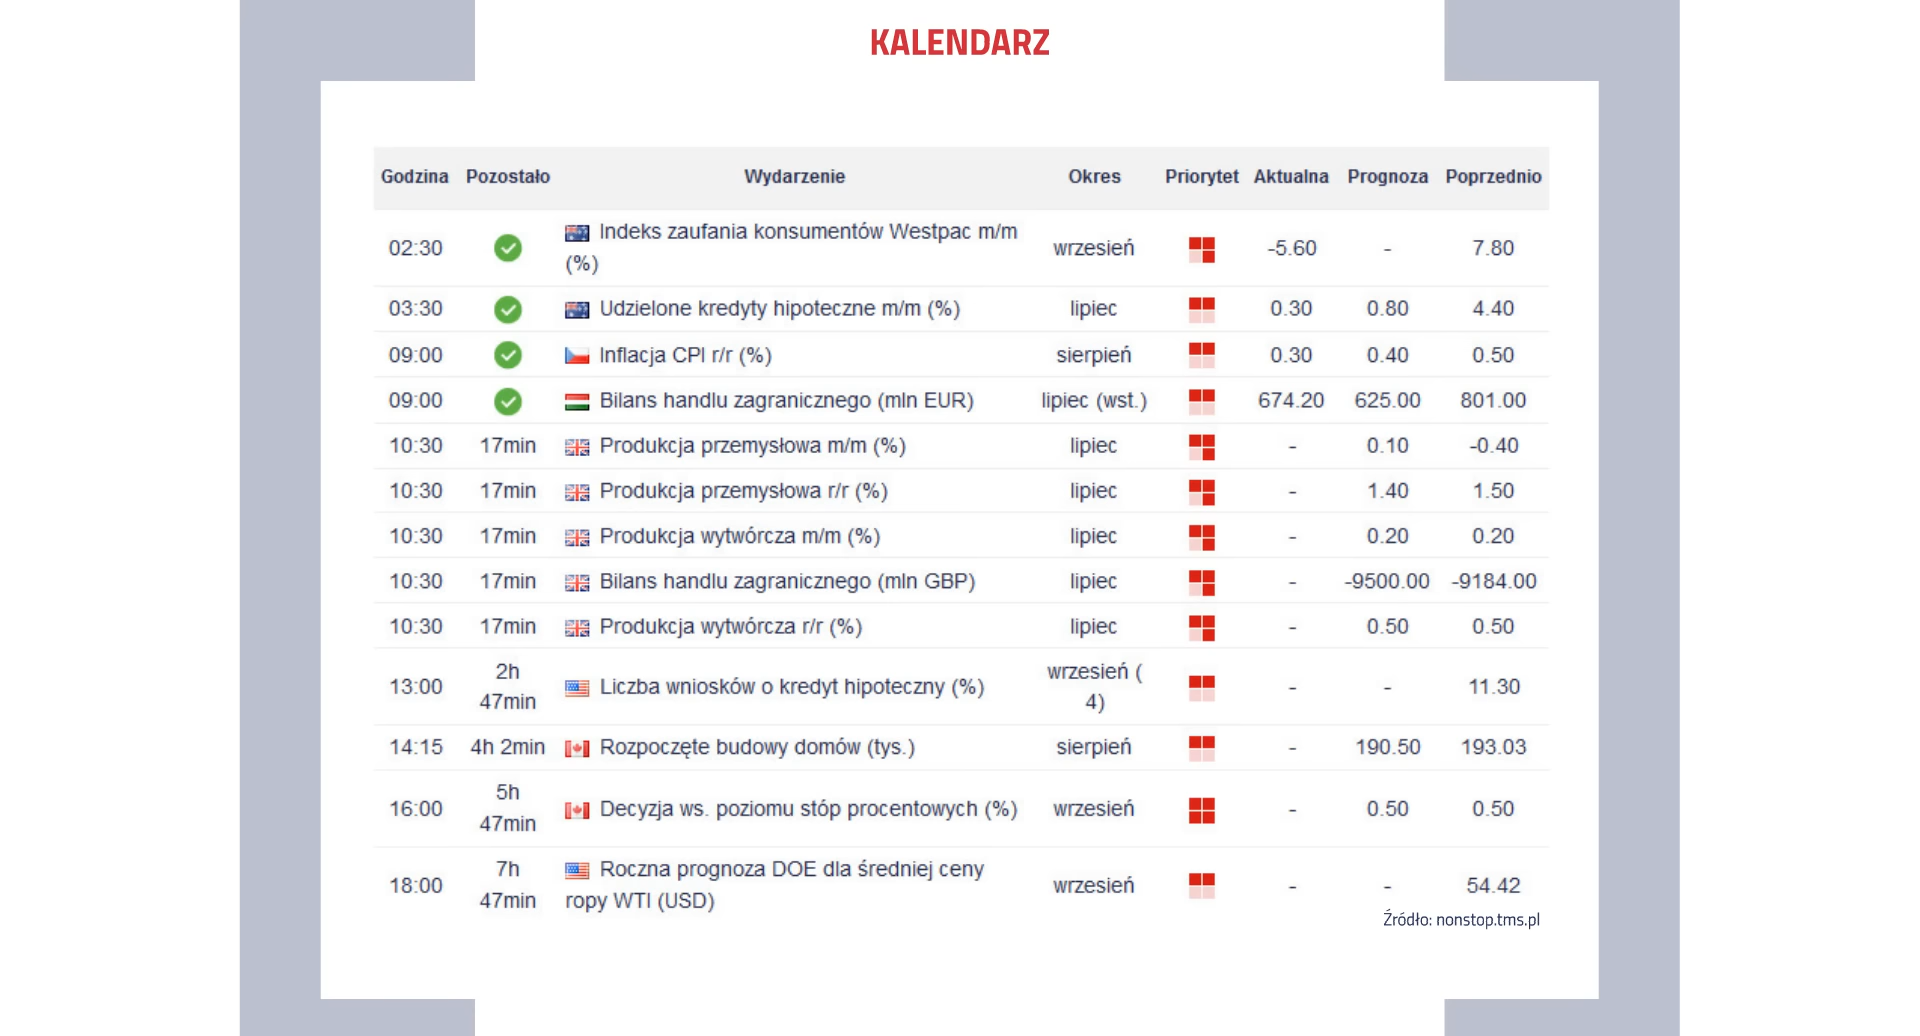 KALENDARZ
Godzina Pozostało Wydarzenie Okres Priorytet Aktualna Prognoza Poprzednio
02:30 Indeks zaufania konsumentów Westpac m/m (%) wrzesień -5.60 - 7.80
03:30 Udzielone kredyty hipoteczne m/m (%) lipiec 0.30 0.80 4.40
09:00 Inflacja CPI r/r (%) sierpień 0.30 0.40 0.50
09:00 Bilans handlu zagranicznego (mln EUR) lipiec (wst.) 674.20 625.00 801.00
10:30 17min Produkcja przemysłowa m/m (%) lipiec - 0.10 -0.40
10:30 17min Produkcja przemysłowa r/r (%) lipiec - 1.40 1.50
10:30 17min Produkcja wytwórcza m/m (%) lipiec - 0.20 0.20
10:30 17min Bilans handlu zagranicznego (mln GBP) lipiec - -9500.00 -9184.00
10:30 17min Produkcja wytwórcza r/r (%) lipiec - 0.50 0.50
13:00 2h 47min Liczba wniosków o kredyt hipoteczny (%) wrzesień ( 4) - - 11.30
14:15 4h 2min Rozpoczęte budowy domów (tys.) sierpień - 190.50 193.03
16:00 5h 47min Decyzja ws. poziomu stóp procentowych (%) wrzesień - 0.50 0.50
18:00 7h 47min Roczna prognoza DOE dla średniej ceny ropy WTI (USD) wrzesień - - 54.42
Źródło: nonstop.tms.pl